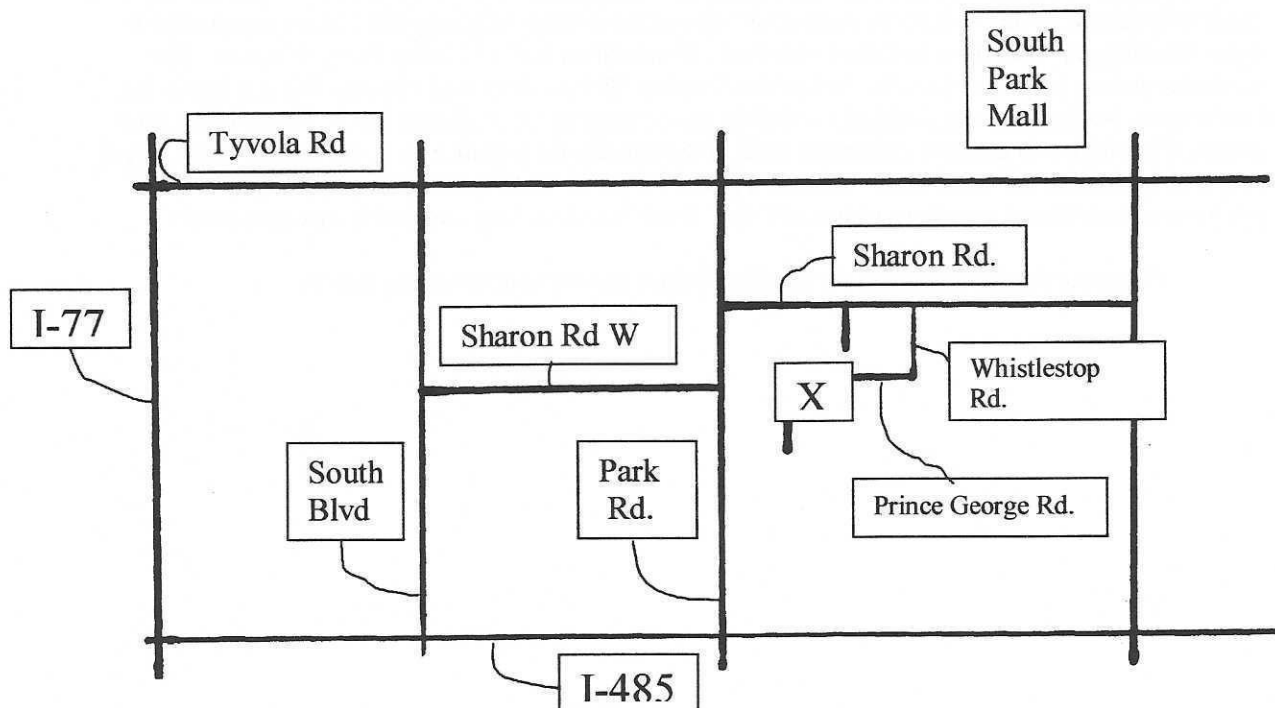 South
Park
Mall
Tyvola Rd
Sharon Rd.
I-77
Sharon Rd W
Whistlestop
Rd.
X
South
Blvd
Park
Rd.
Prince George Rd.
I-485